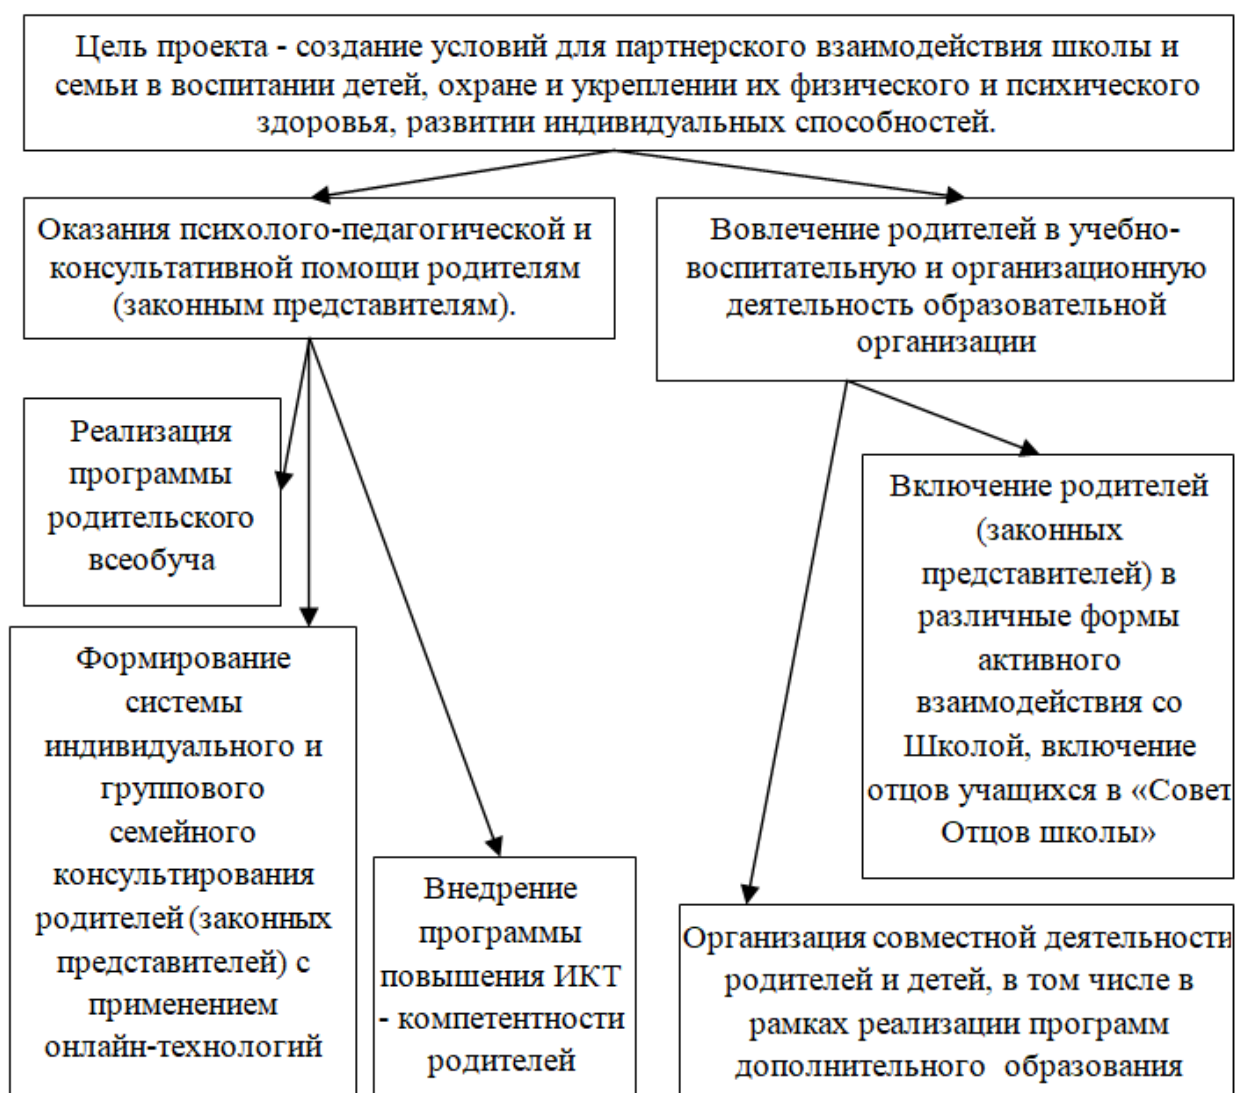 Цель проекта - создание условий для партнерского взаимодействия школы и
семьи в воспитании детей, охране и укреплении их физического и психического
здоровья, развитии индивидуальных способностей.
Оказания психолого-педагогической и
консультативной помощи родителям
(законным представителям).
Вовлечение родителей в учебно-
воспитательную и организационную
деятельность образовательной
организации
Реализация
программы
родительского
всеобуча
Включение родителей
(законных
представителей) в
различные формы
активного
взаимодействия со
Школой, включение
отцов учащихся в «Совет
Отцов школы»
Формирование
системы
индивидуального и
группового
семейного
консультирования
родителей (законных
представителей) с
применением
онлайн-технологий
Внедрение
программы
повышения ИКТ
- компетентности
родителей
Организация совместной деятельности
родителей и детей, в том числе в
рамках реализации программ
дополнительного образования